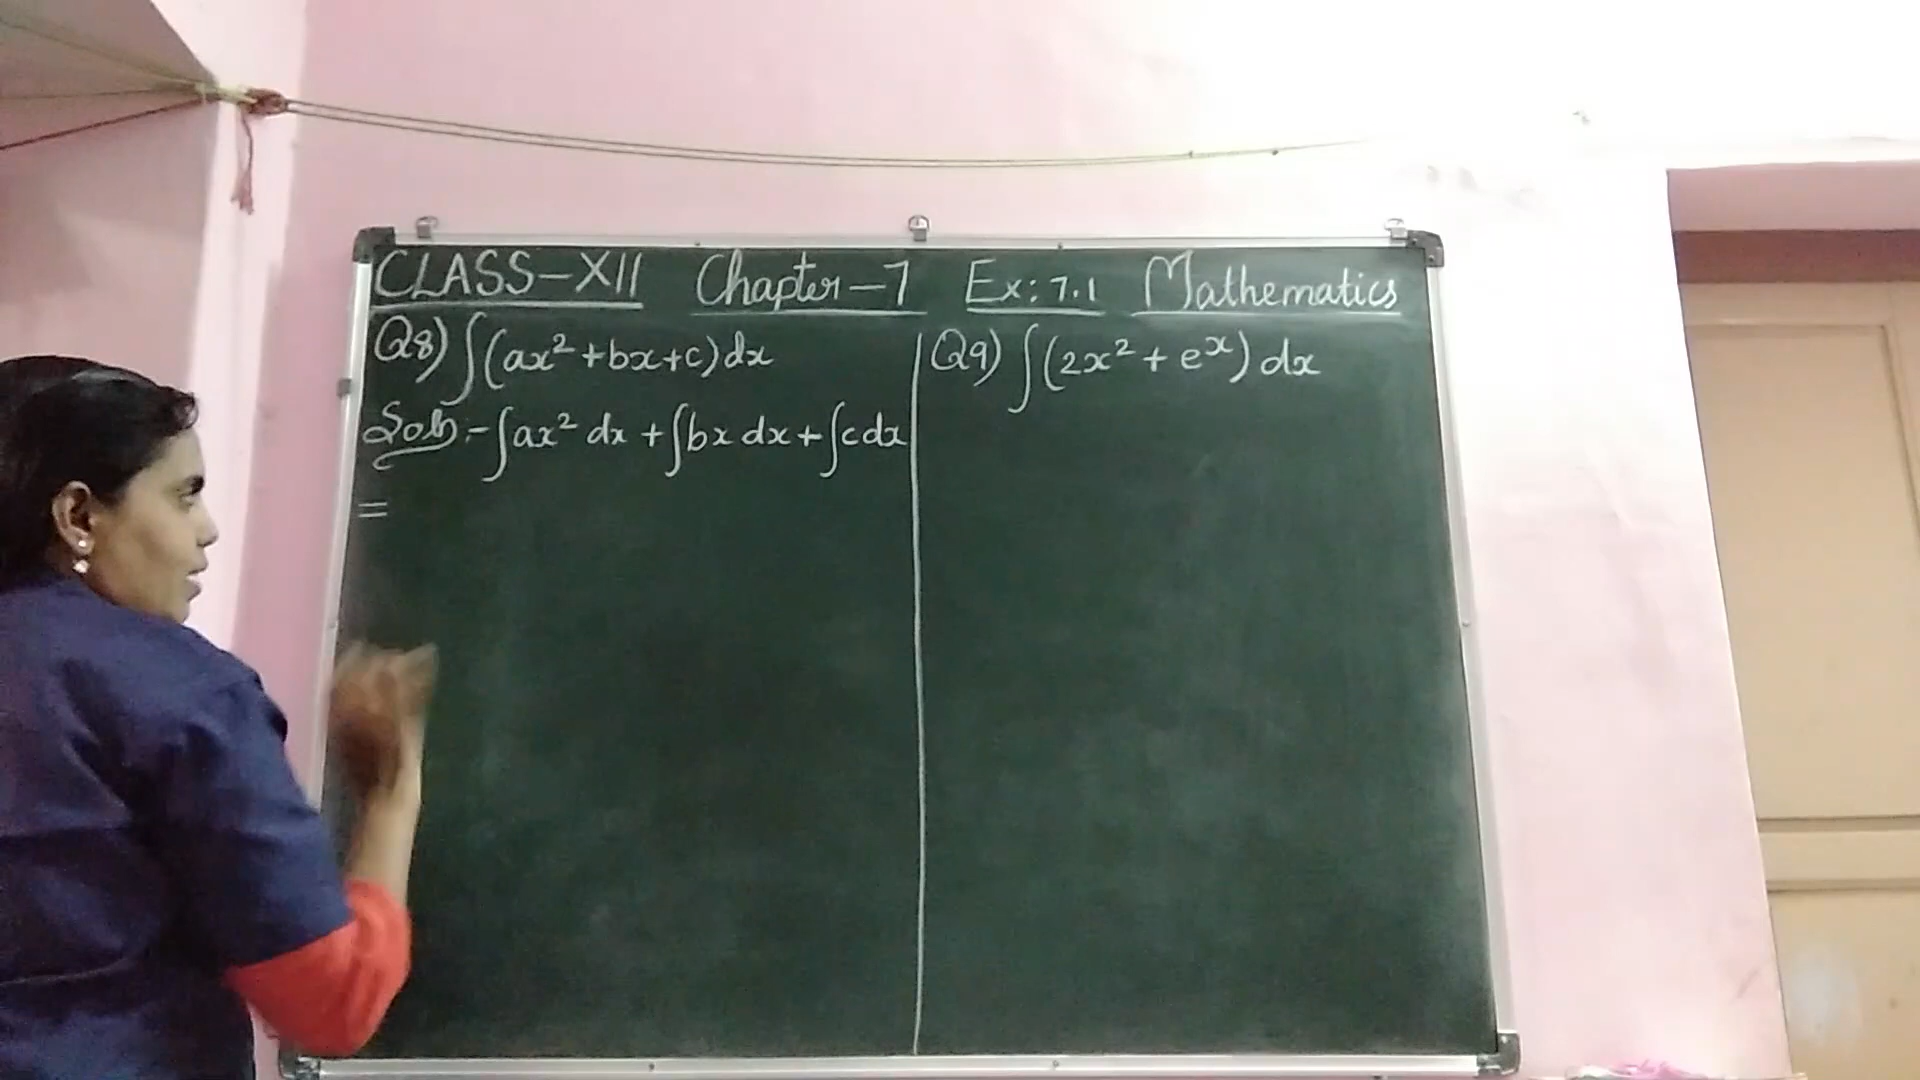 CLASS-XII Chapter-7 Ex: 7.1 Mathematics
Q8) ∫(ax² + bx + c) dx
Soln:- ∫ax² dx + ∫bx dx + ∫c dx
=
Q9) ∫(2x² + eˣ) dx